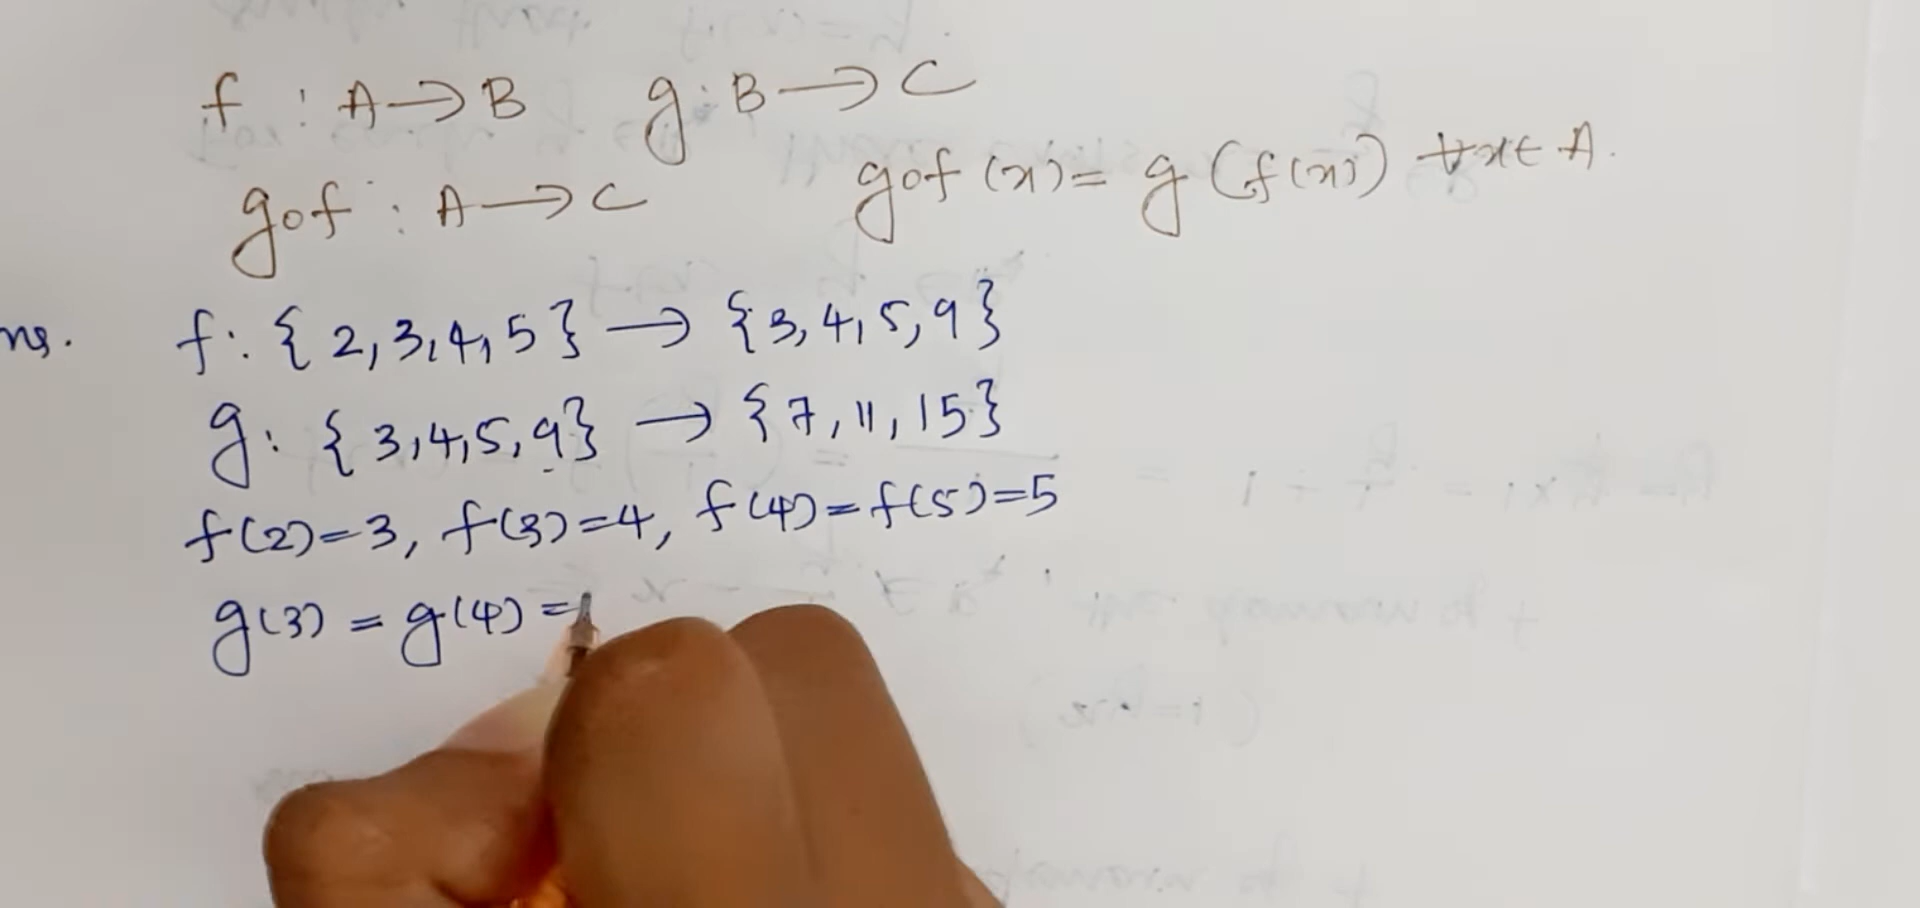 f : A → B g : B → C
gof : A → C gof (x) = g (f(x)) ∀x ∈ A.
ns. f : { 2, 3, 4, 5 } → { 3, 4, 5, 9 }
g : { 3, 4, 5, 9 } → { 7, 11, 15 }
f(2) = 3, f(3) = 4, f(4) = f(5) = 5
g(3) = g(4) =